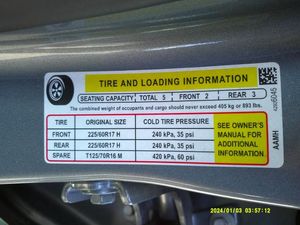 TIRE AND LOADING INFORMATION
SEATING CAPACITY TOTAL 5 FRONT 2 REAR 3
The combined weight of occupants and cargo should never exceed 405 kg or 893 lbs.
TIRE ORIGINAL SIZE COLD TIRE PRESSURE
FRONT 225/60R17 H 240 kPa, 35 psi
REAR 225/60R17 H 240 kPa, 35 psi
SPARE T125/70R16 M 420 kPa, 60 psi
SEE OWNER'S
MANUAL FOR
ADDITIONAL
INFORMATION
AAMH
2024/01/03 03:57:12